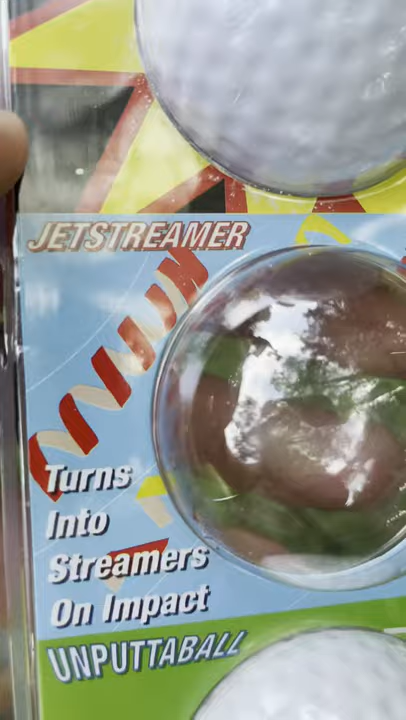 JETSTREAMER
Turns
Into
Streamers
On Impact
UNPUTTABALL